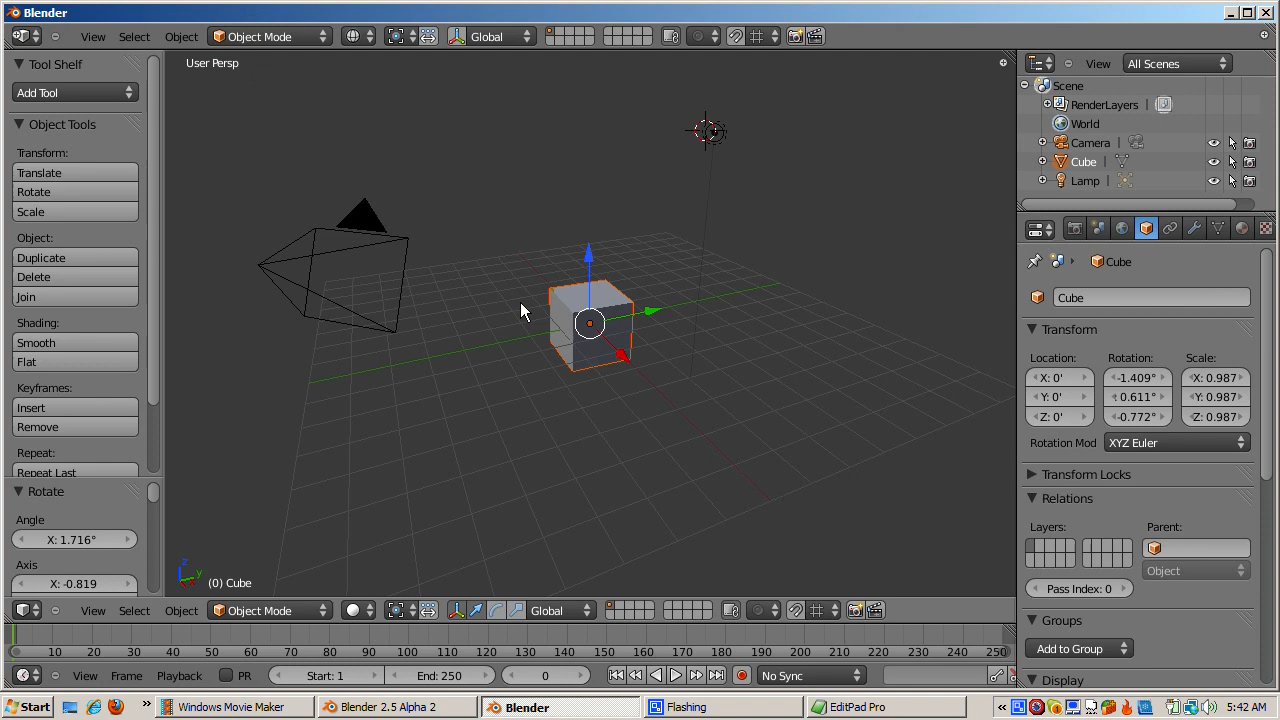 Blender
View Select Object Object Mode Global
Tool Shelf
Add Tool
Object Tools
Transform:
Translate
Rotate
Scale
Object:
Duplicate
Delete
Join
Shading:
Smooth
Flat
Keyframes:
Insert
Remove
Repeat:
Repeat Last
Rotate
Angle
X: 1.716°
Axis
X: -0.819
User Persp
z
y
(0) Cube
View Select Object Object Mode Global
10 20 30 40 50 60 70 80 90 100 110 120 130 140 150 160 170 180 190 200 210 220 230 240 250
View Frame Playback PR Start: 1 End: 250 0 No Sync
View All Scenes
Scene
RenderLayers |
World
Camera |
Cube |
Lamp |
Cube
Cube
Transform
Location: Rotation: Scale:
X: 0' -1.409° X: 0.987
Y: 0' 0.611° Y: 0.987
Z: 0' -0.772° Z: 0.987
Rotation Mod XYZ Euler
Transform Locks
Relations
Layers: Parent:
Object
Pass Index: 0
Groups
Add to Group
Display
Start Windows Movie Maker Blender 2.5 Alpha 2 Blender Flashing EditPad Pro 5:42 AM